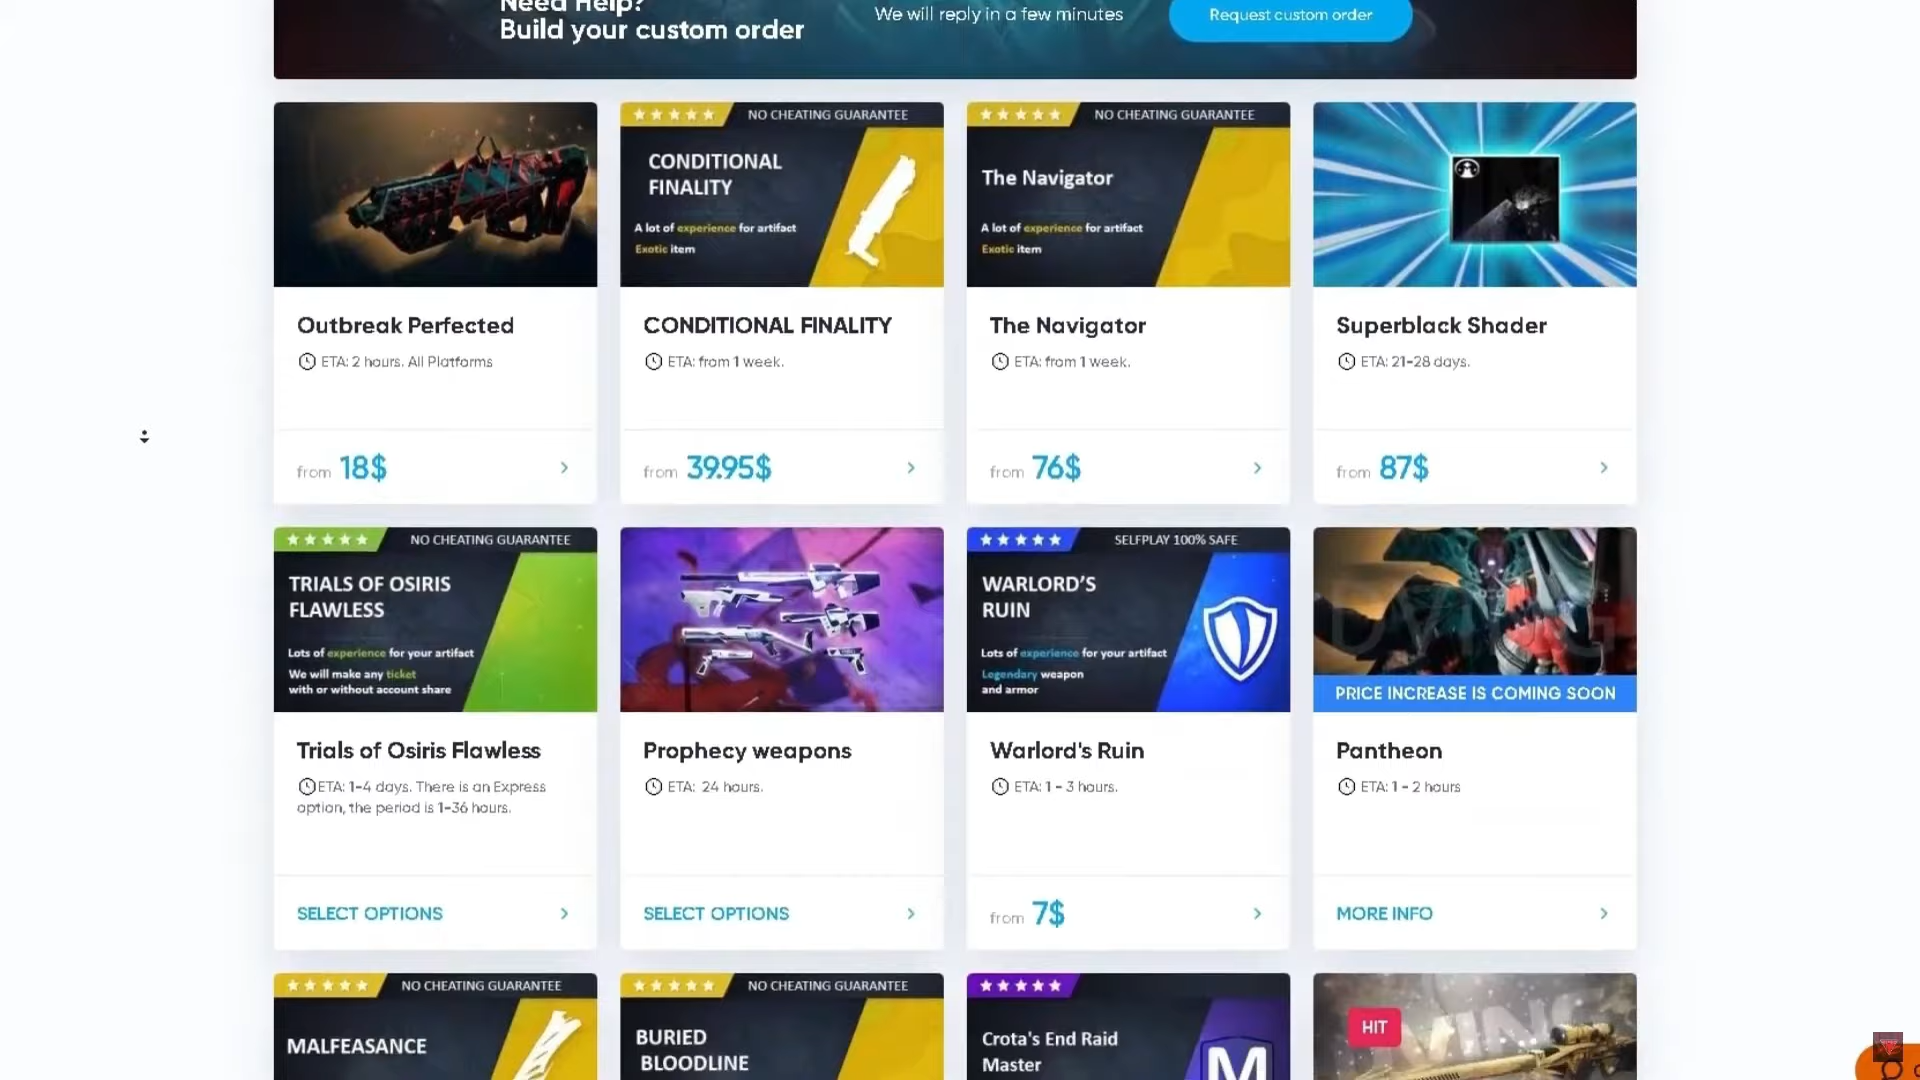 Need Help?
Build your custom order
We will reply in a few minutes
Request custom order
Outbreak Perfected
ETA: 2 hours. All Platforms
from 18$
NO CHEATING GUARANTEE
CONDITIONAL
FINALITY
A lot of experience for artifact
Exotic item
CONDITIONAL FINALITY
ETA: from 1 week.
from 39.95$
NO CHEATING GUARANTEE
The Navigator
A lot of experience for artifact
Exotic item
The Navigator
ETA: from 1 week.
from 76$
Superblack Shader
ETA: 21-28 days.
from 87$
NO CHEATING GUARANTEE
TRIALS OF OSIRIS
FLAWLESS
Lots of experience for your artifact
We will make any ticket
with or without account share
Trials of Osiris Flawless
ETA: 1-4 days. There is an Express
option, the period is 1-36 hours.
SELECT OPTIONS
Prophecy weapons
ETA: 24 hours.
SELECT OPTIONS
SELFPLAY 100% SAFE
WARLORD'S
RUIN
Lots of experience for your artifact
Legendary weapon
and armor
Warlord's Ruin
ETA: 1 - 3 hours.
from 7$
PRICE INCREASE IS COMING SOON
Pantheon
ETA: 1 - 2 hours
MORE INFO
NO CHEATING GUARANTEE
MALFEASANCE
NO CHEATING GUARANTEE
BURIED
BLOODLINE
Crota's End Raid
Master
M
HIT